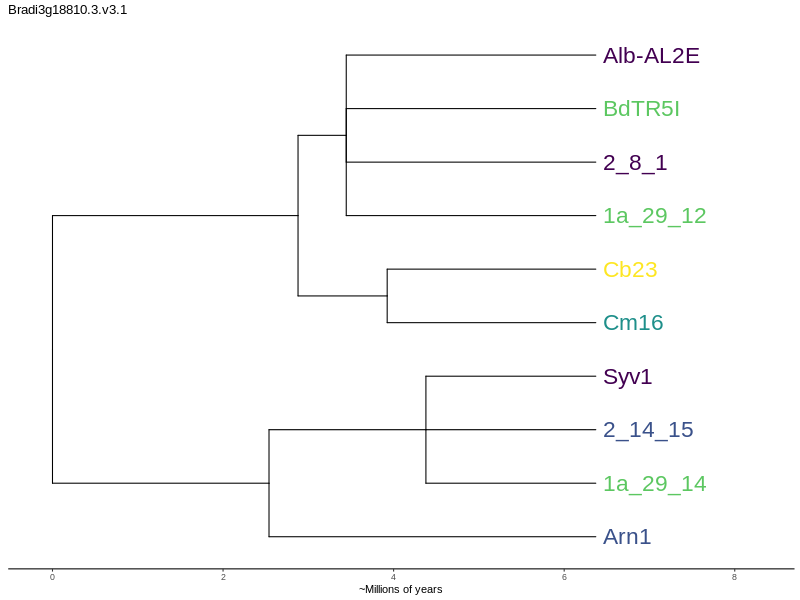 Bradi3g18810.3.v3.1
Alb-AL2E
BdTR5I
2_8_1
1a_29_12
Cb23
Cm16
Syv1
2_14_15
1a_29_14
Arn1
0 2 4 6 8
~Millions of years